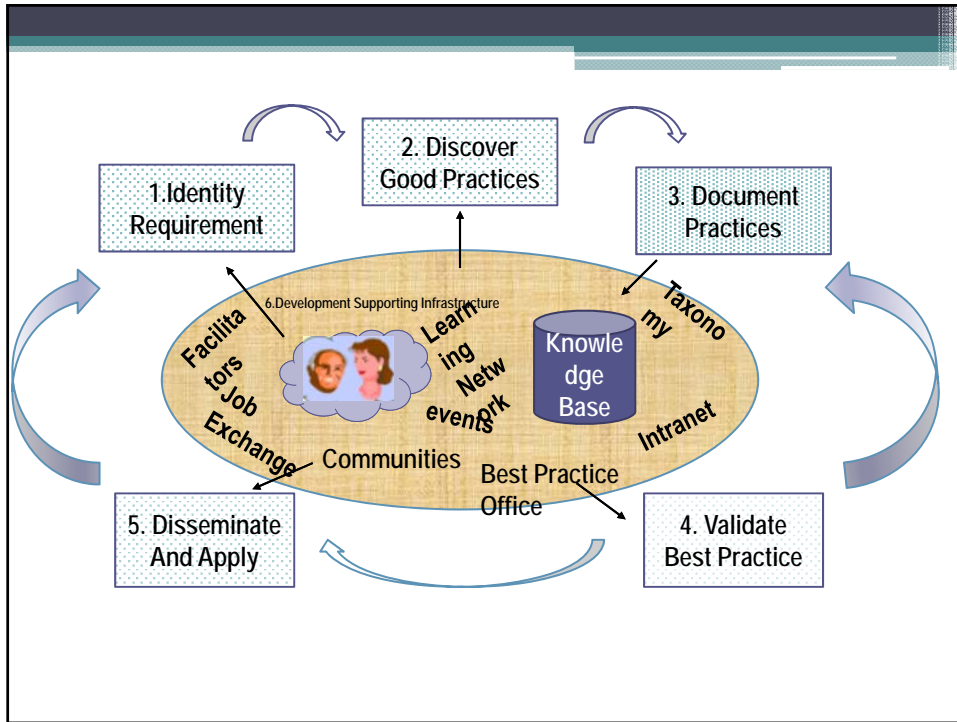 2. Discover
Good Practices
1.Identity
Requirement
3. Document
Practices
6.Development Supporting Infrastructure
Facilita
tors
Job
Exchange
Learn
ing
Netw
ork
events
Knowle
dge
Base
Taxono
my
Intranet
Communities
Best Practice
Office
5. Disseminate
And Apply
4. Validate
Best Practice